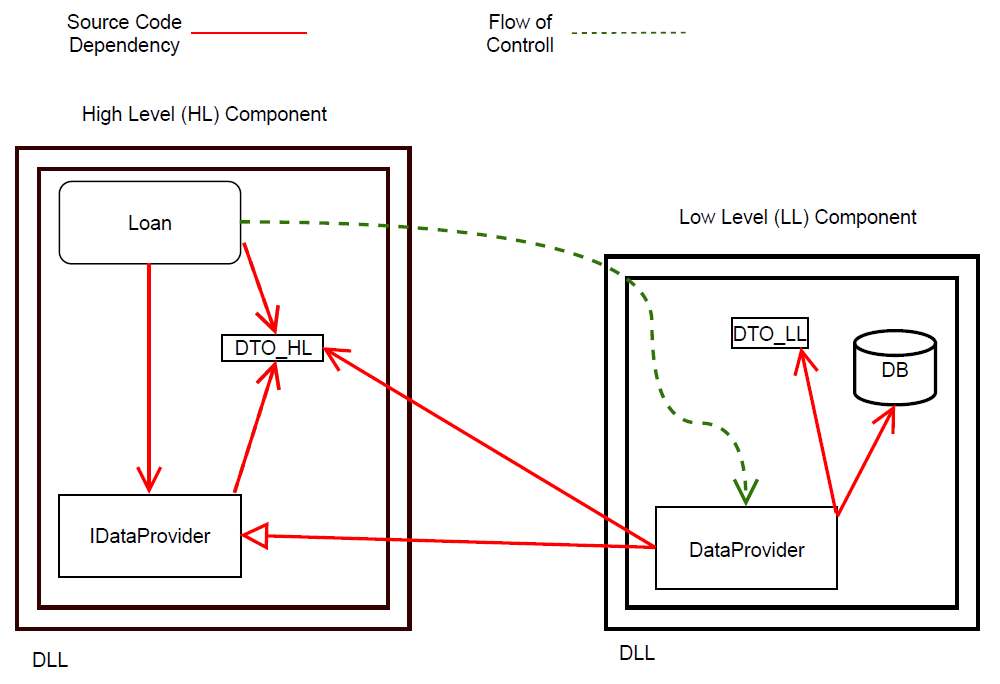 Source Code
Dependency
Flow of
Controll
High Level (HL) Component
Low Level (LL) Component
Loan
DTO_HL
DTO_LL
DB
IDataProvider
DataProvider
DLL
DLL